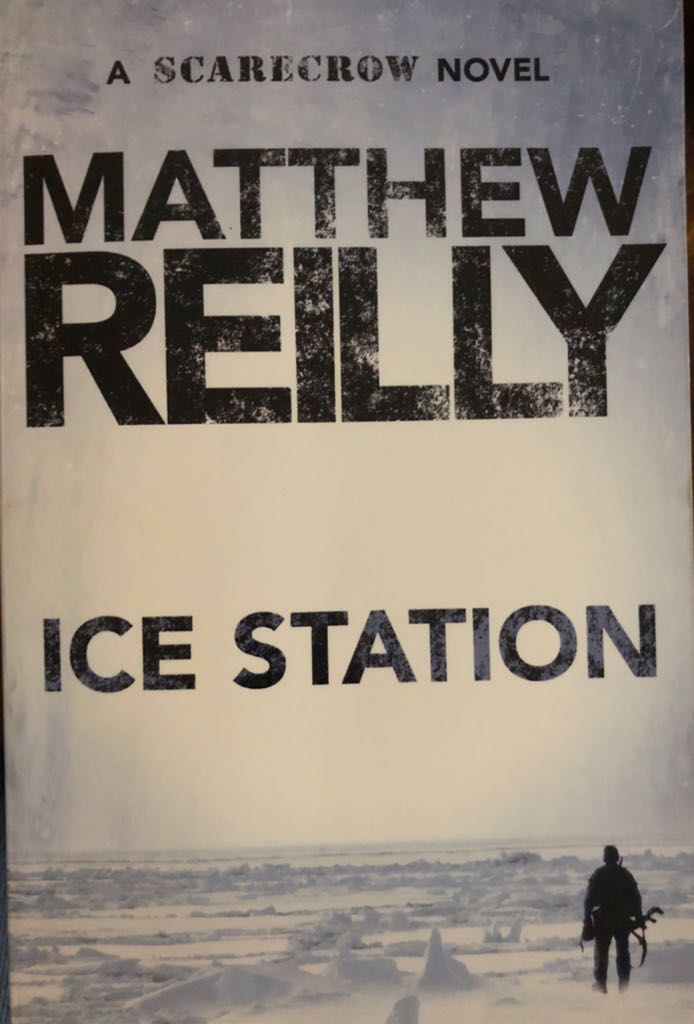 A SCARECROW NOVEL
MATTHEW
REILLY
ICE STATION